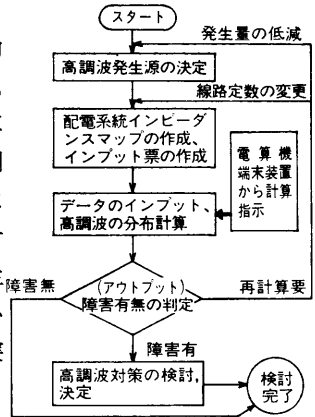 スタート
発生量の低減
高調波発生源の決定
線路定数の変更
配電系統インピーダ
ンスマップの作成、
インプット票の作成
電算機
端末装置
から計算
指示
データのインプット、
高調波の分布計算
障害無
(アウトプット)
障害有無の判定
再計算要
障害有
高調波対策の検討,
決定
検討
完了